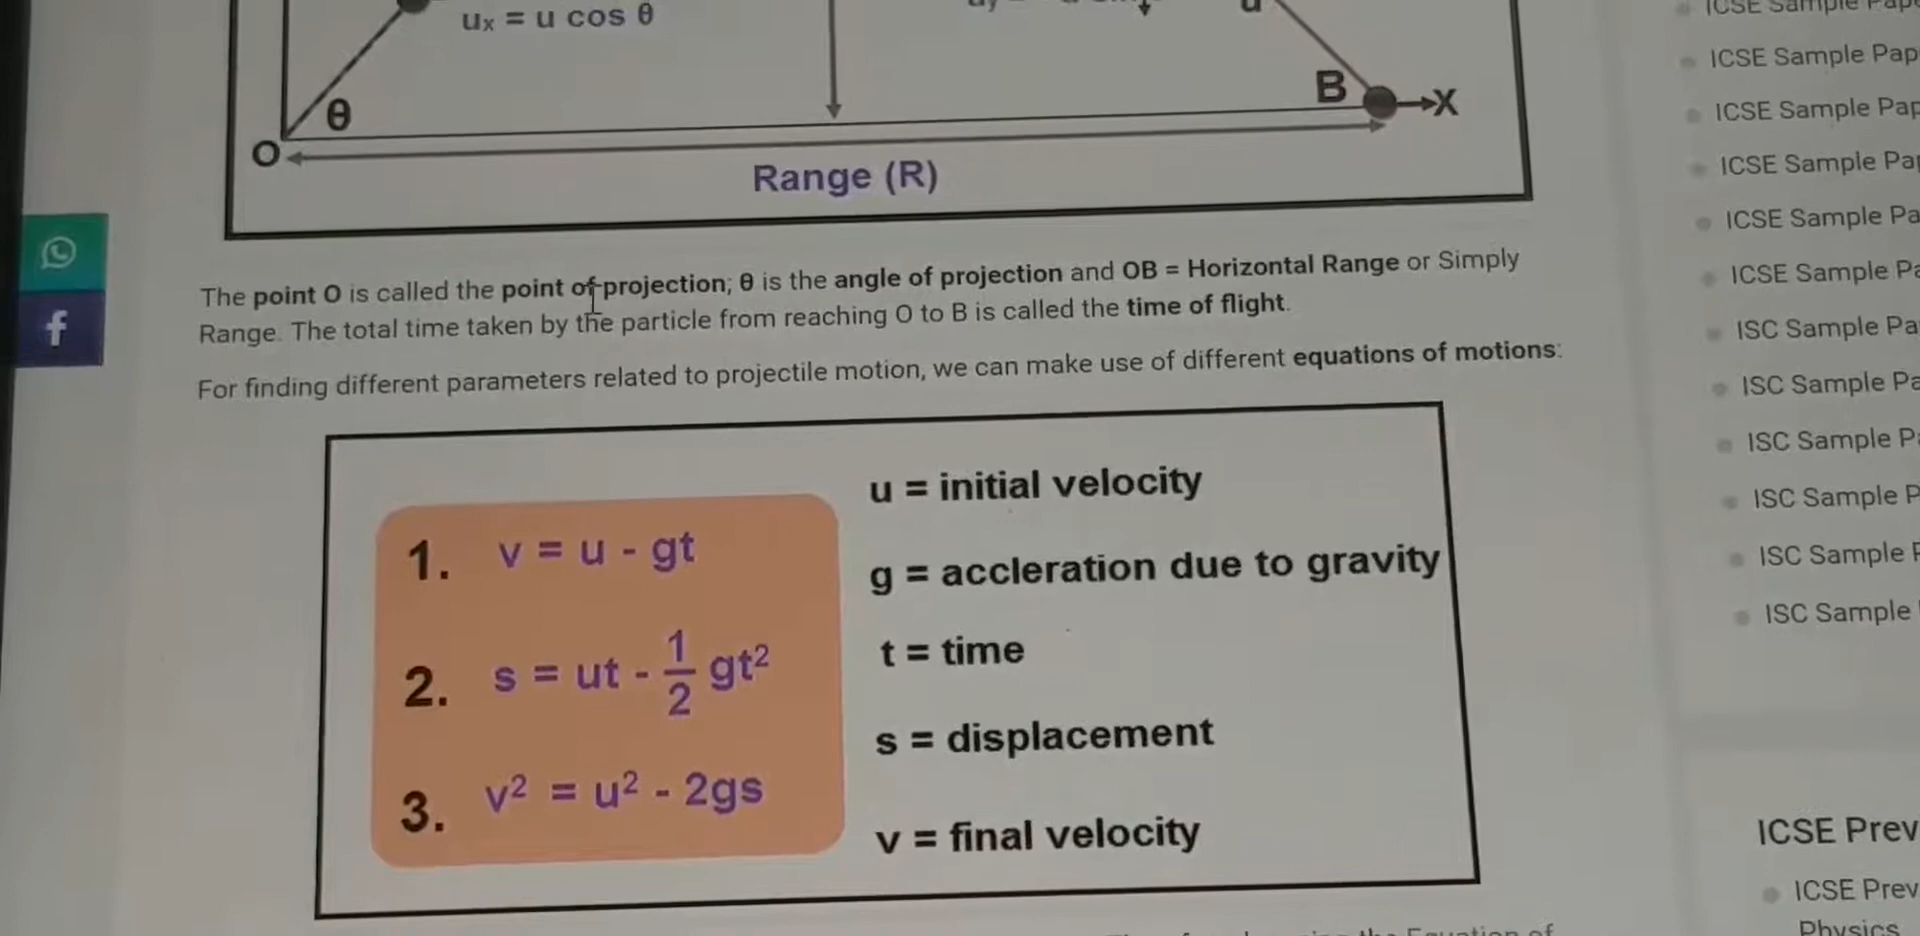 ux = u cos θ
u
θ
B
X
O
Range (R)
The point O is called the point of projection; θ is the angle of projection and OB = Horizontal Range or Simply
Range. The total time taken by the particle from reaching O to B is called the time of flight.
For finding different parameters related to projectile motion, we can make use of different equations of motions:
1. v = u - gt
2. s = ut - 1/2 gt²
3. v² = u² - 2gs
u = initial velocity
g = accleration due to gravity
t = time
s = displacement
v = final velocity
f
ICSE Sample
ICSE Sample Pap
ICSE Sample Pap
ICSE Sample Pap
ICSE Sample Pa
ICSE Sample Pa
ISC Sample Pa
ISC Sample Pa
ISC Sample Pa
ISC Sample P
ISC Sample
ISC Sample
ICSE Prev
ICSE Prev
Physics